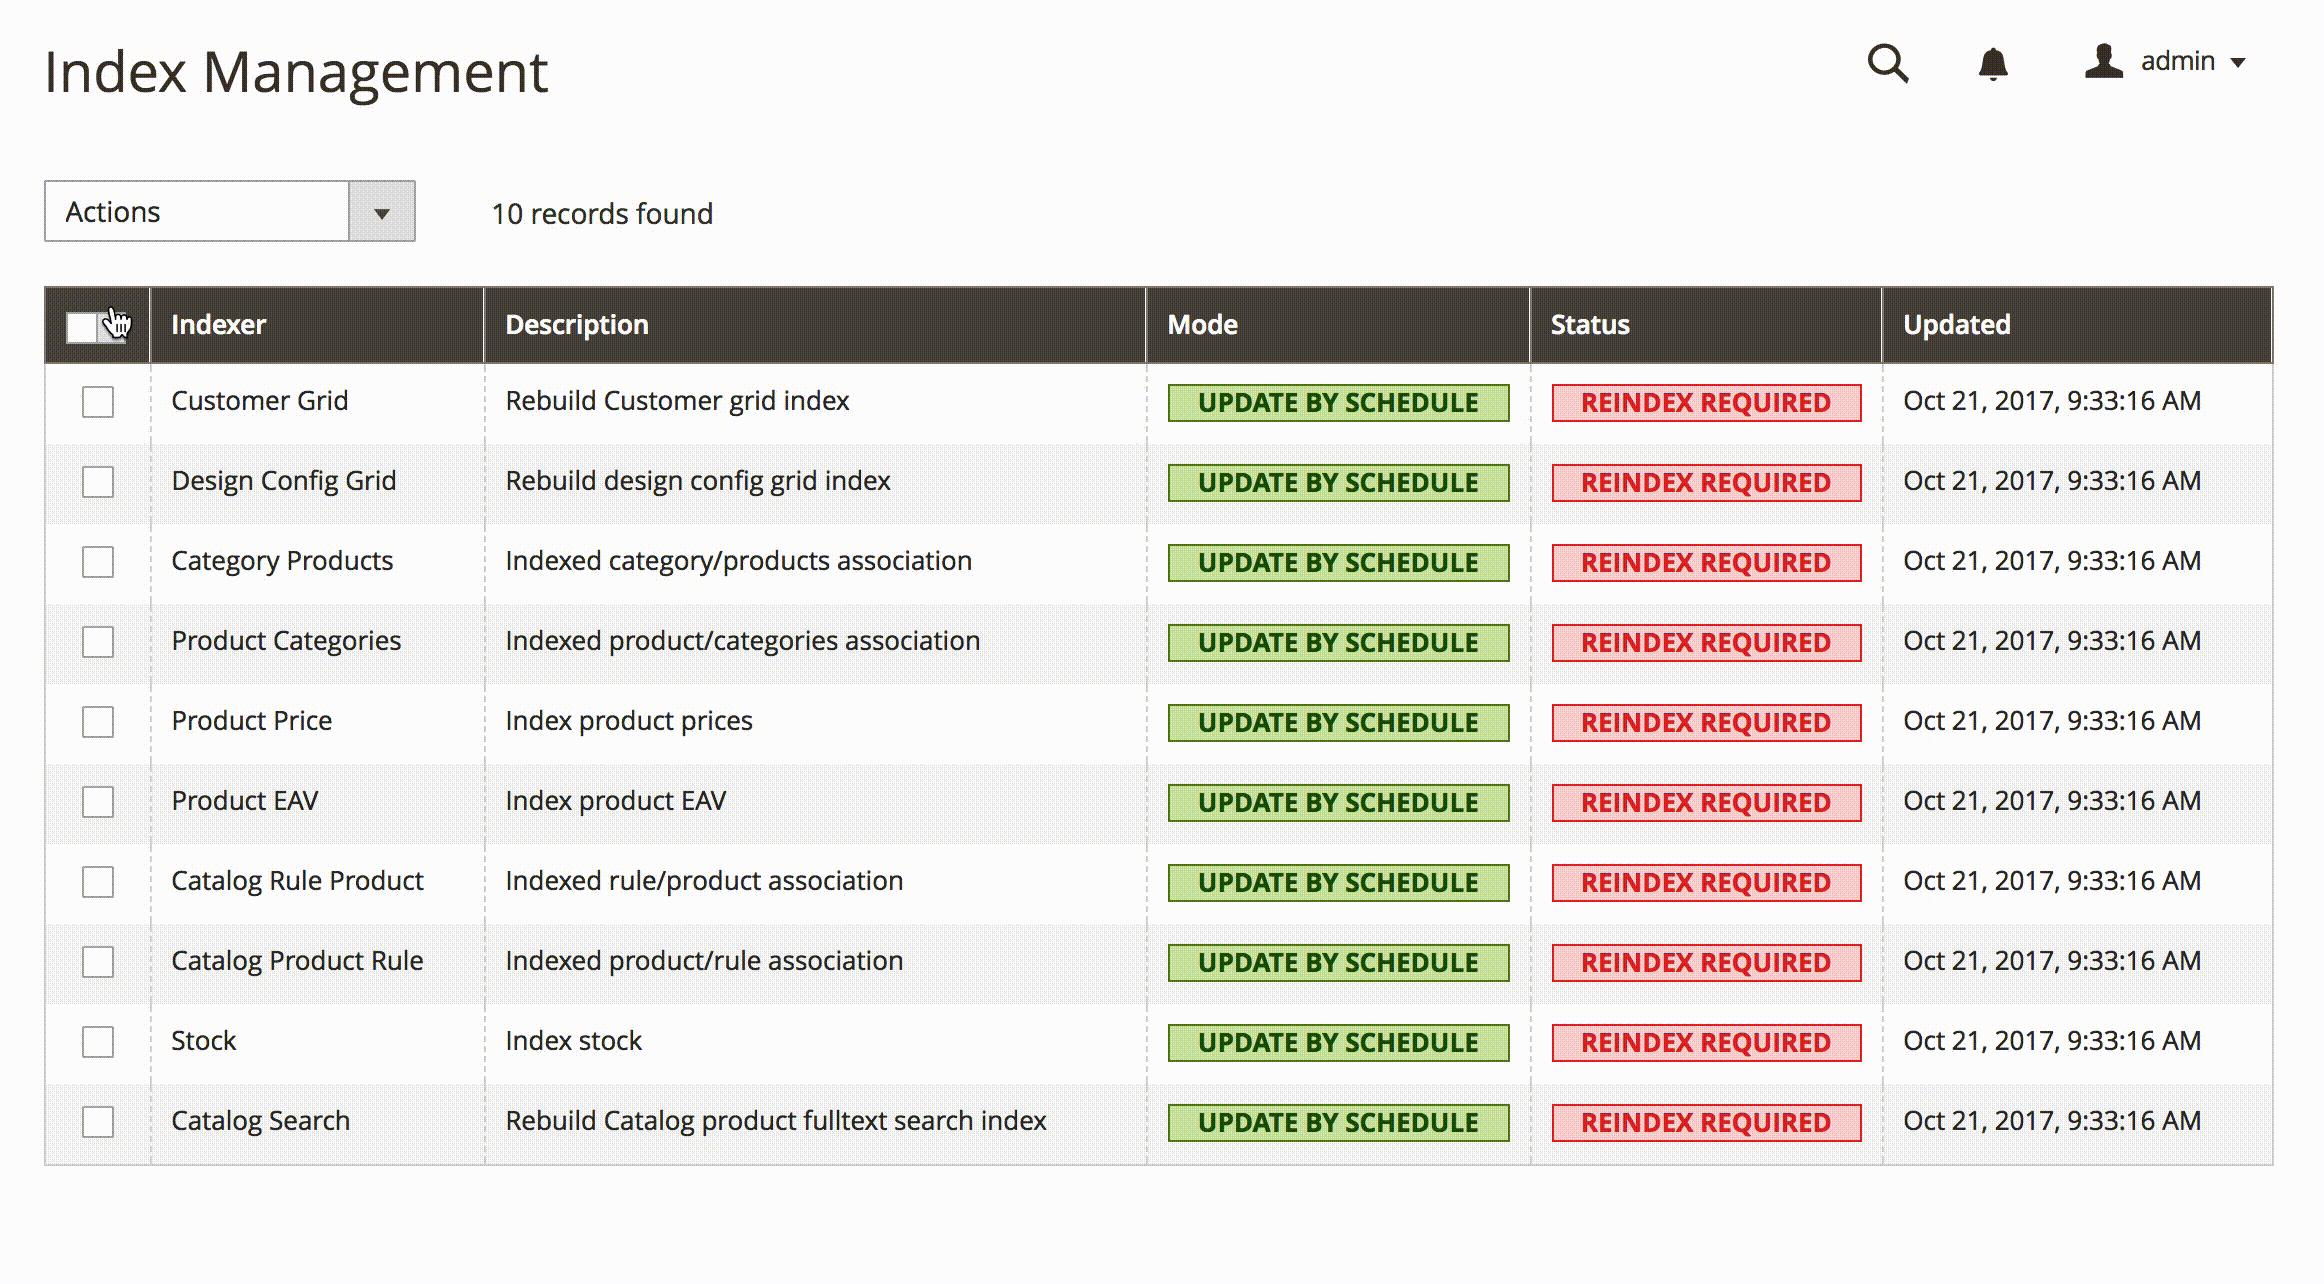 Index Management
admin
Actions
10 records found
Indexer Description Mode Status Updated
Customer Grid Rebuild Customer grid index UPDATE BY SCHEDULE REINDEX REQUIRED Oct 21, 2017, 9:33:16 AM
Design Config Grid Rebuild design config grid index UPDATE BY SCHEDULE REINDEX REQUIRED Oct 21, 2017, 9:33:16 AM
Category Products Indexed category/products association UPDATE BY SCHEDULE REINDEX REQUIRED Oct 21, 2017, 9:33:16 AM
Product Categories Indexed product/categories association UPDATE BY SCHEDULE REINDEX REQUIRED Oct 21, 2017, 9:33:16 AM
Product Price Index product prices UPDATE BY SCHEDULE REINDEX REQUIRED Oct 21, 2017, 9:33:16 AM
Product EAV Index product EAV UPDATE BY SCHEDULE REINDEX REQUIRED Oct 21, 2017, 9:33:16 AM
Catalog Rule Product Indexed rule/product association UPDATE BY SCHEDULE REINDEX REQUIRED Oct 21, 2017, 9:33:16 AM
Catalog Product Rule Indexed product/rule association UPDATE BY SCHEDULE REINDEX REQUIRED Oct 21, 2017, 9:33:16 AM
Stock Index stock UPDATE BY SCHEDULE REINDEX REQUIRED Oct 21, 2017, 9:33:16 AM
Catalog Search Rebuild Catalog product fulltext search index UPDATE BY SCHEDULE REINDEX REQUIRED Oct 21, 2017, 9:33:16 AM